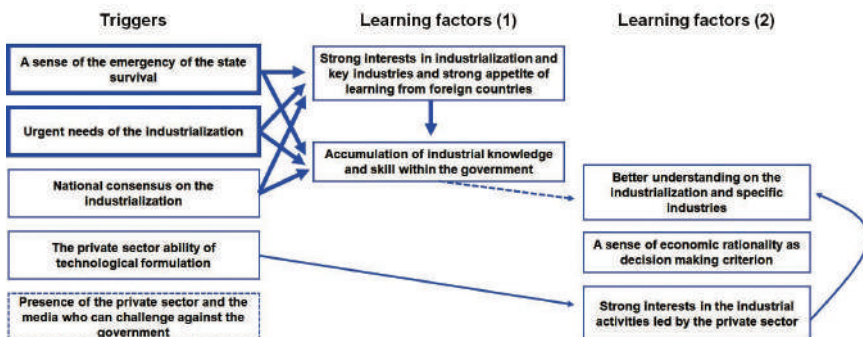 Triggers
Learning factors (1)
Learning factors (2)
A sense of the emergency of the state
survival
Urgent needs of the industrialization
National consensus on the
industrialization
The private sector ability of
technological formulation
Presence of the private sector and the
media who can challenge against the
government
Strong interests in industrialization and
key industries and strong appetite of
learning from foreign countries
Accumulation of industrial knowledge
and skill within the government
Better understanding on the
industrialization and specific
industries
A sense of economic rationality as
decision making criterion
Strong Interests in the industrial
activities led by the private sector